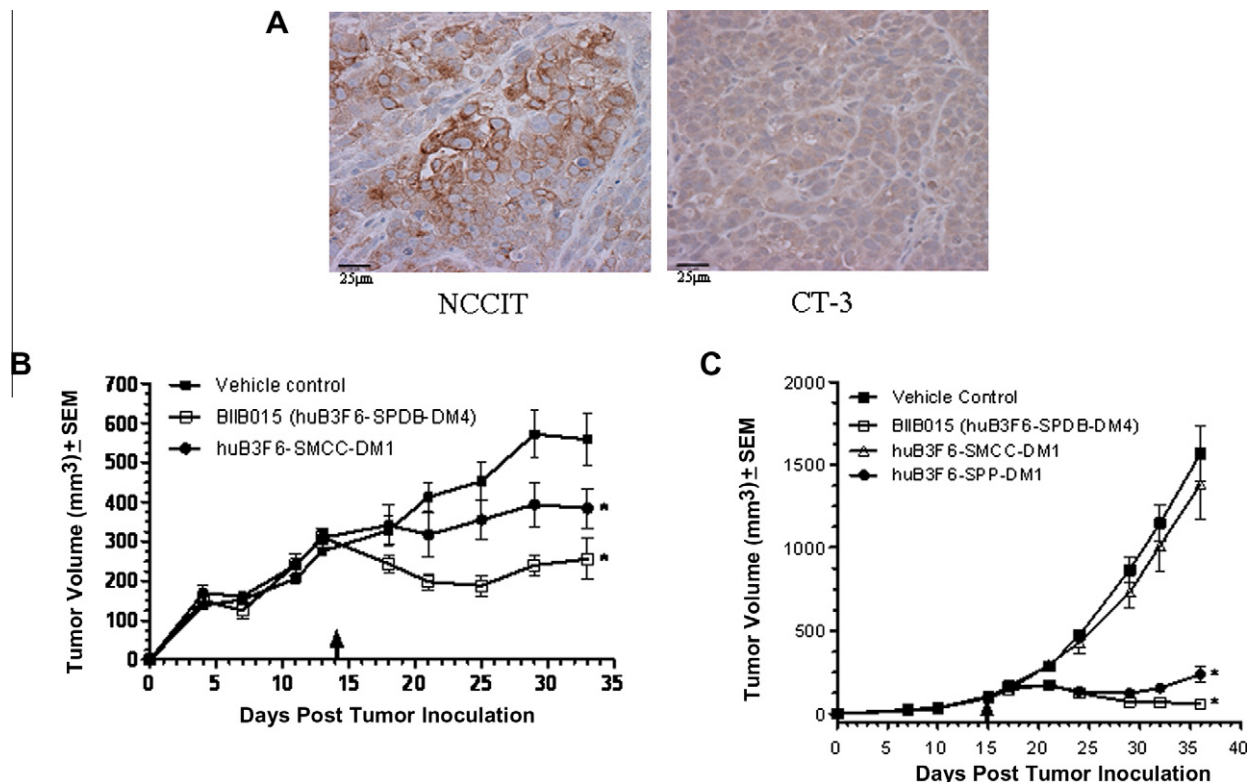 A
25μm
25μm
NCCIT
CT-3
B
Tumor Volume (mm3) ± SEM
700
600
500
400
300
200
100
0
Vehicle control
BIIB015 (huB3F6-SPDB-DM4)
huB3F6-SMCC-DM1
*
*
0 5 10 15 20 25 30 35
Days Post Tumor Inoculation
C
Tumor Volume (mm3) ± SEM
2000
1500
1000
500
0
Vehicle Control
BIIB015 (huB3F6-SPDB-DM4)
huB3F6-SMCC-DM1
huB3F6-SPP-DM1
*
*
0 5 10 15 20 25 30 35 40
Days Post Tumor Inoculation